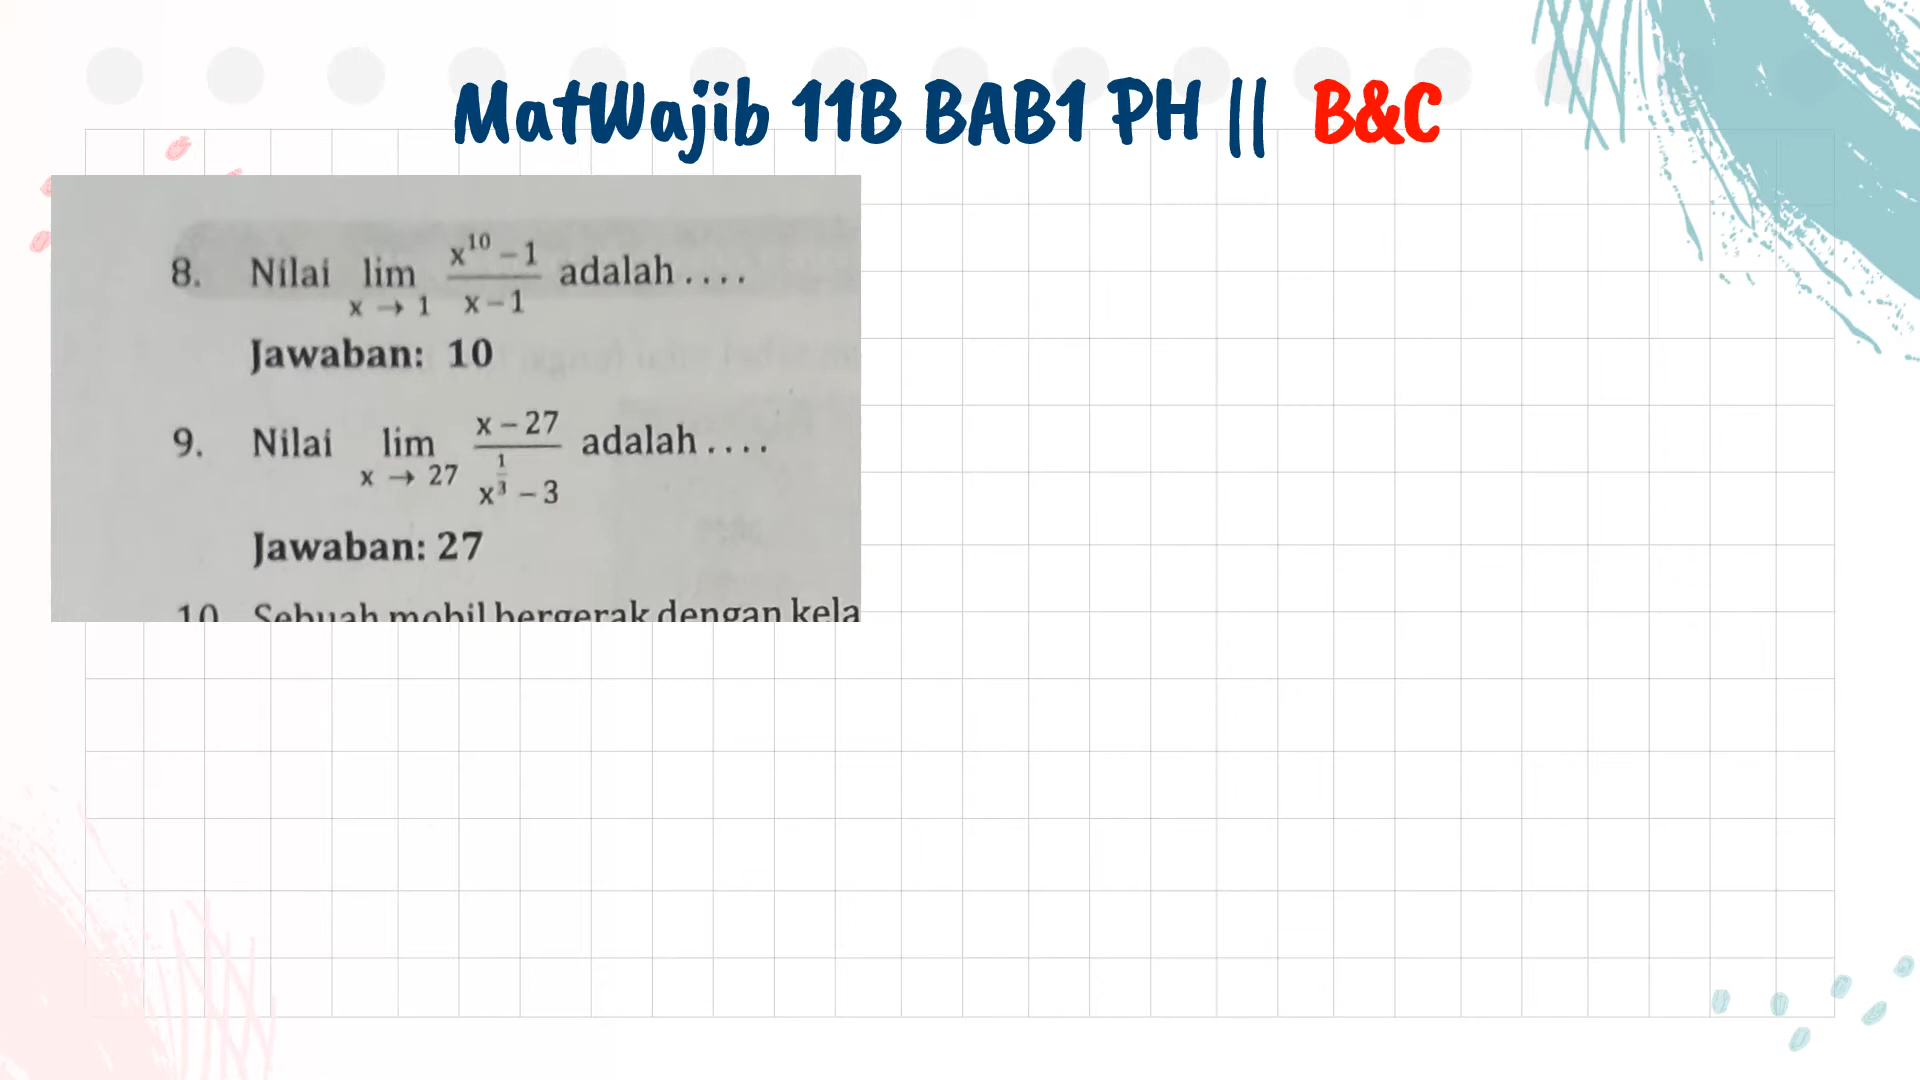 MatWajib 11B BAB1 PH || B&C
8. Nilai lim x → 1 x^10 – 1 / x – 1 adalah . . . .
Jawaban: 10
9. Nilai lim x → 27 x – 27 / x^(1/3) – 3 adalah . . . .
Jawaban: 27
10. Sebuah mobil bergerak dengan kela